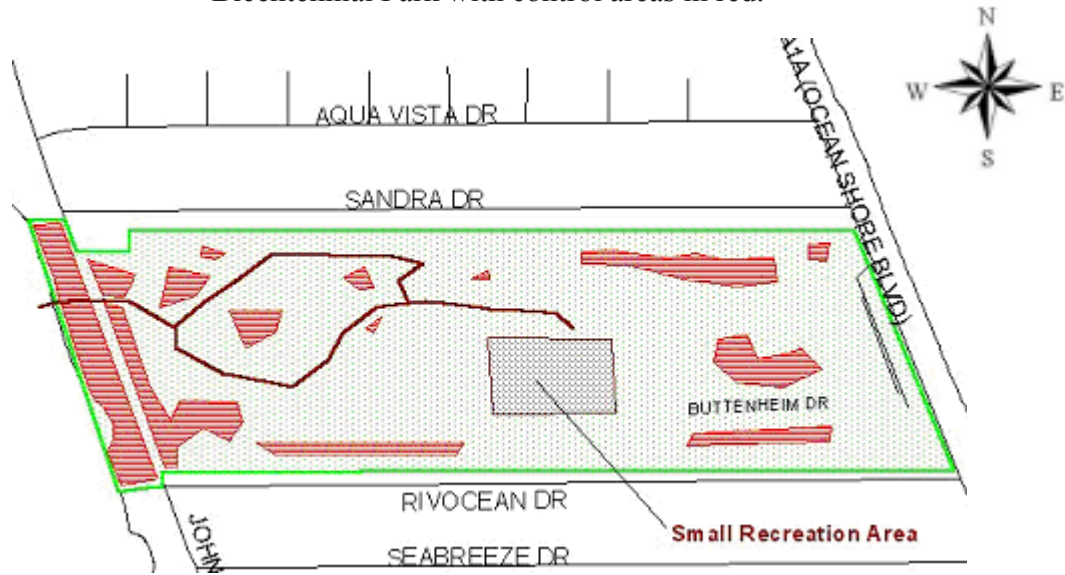 Bicentennial Park with control areas in red.
N
W E
S
A1A (OCEAN SHORE BLVD)
AQUA VISTA DR
SANDRA DR
BUTTENHEIM DR
RIVOCEAN DR
JOHN
Small Recreation Area
SEABREEZE DR